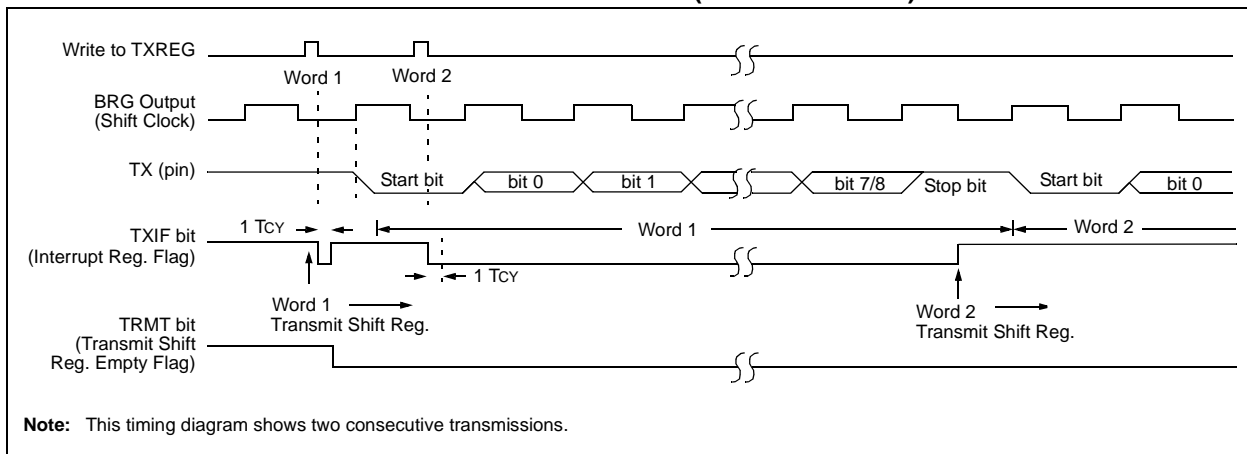 Write to TXREG
Word 1
Word 2
BRG Output
(Shift Clock)
TX (pin)
Start bit
bit 0
bit 1
bit 7/8
Stop bit
Start bit
bit 0
1 TCY
TXIF bit
(Interrupt Reg. Flag)
Word 1
Word 2
1 TCY
Word 1
Transmit Shift Reg.
Word 2
Transmit Shift Reg.
TRMT bit
(Transmit Shift
Reg. Empty Flag)
Note: This timing diagram shows two consecutive transmissions.